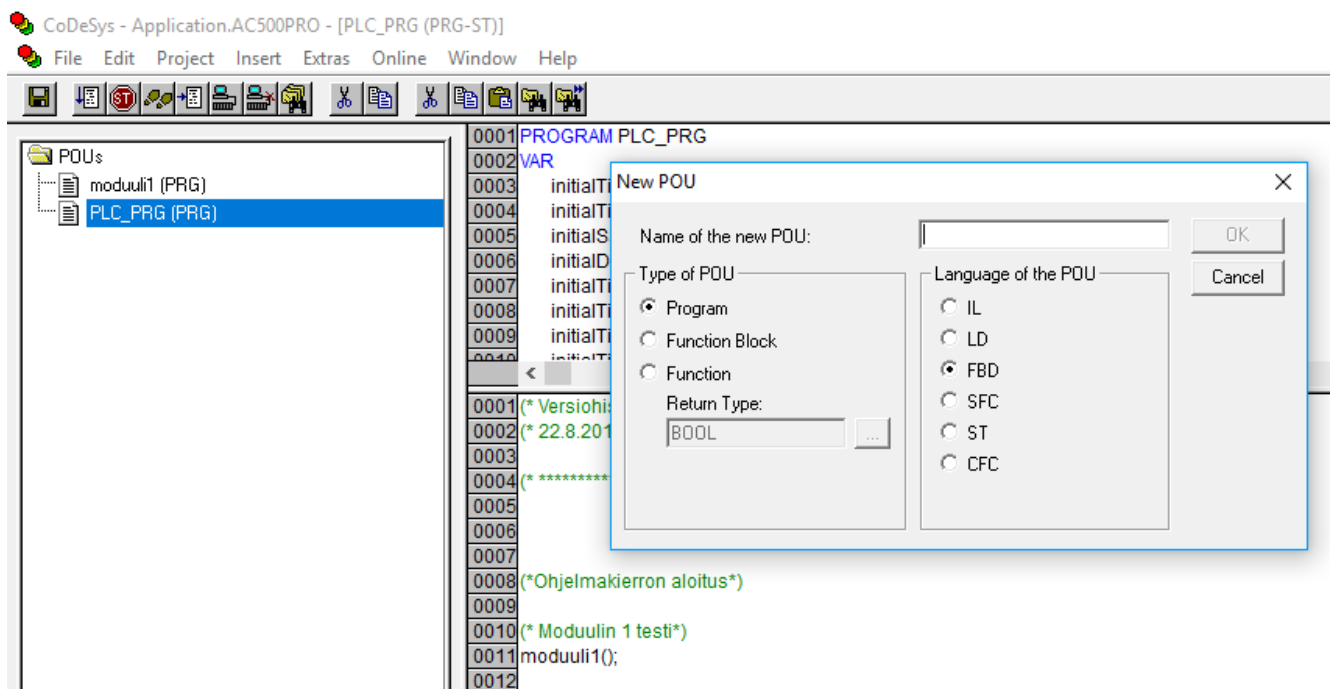 CoDeSys - Application.AC500PRO - [PLC_PRG (PRG-ST)]
File Edit Project Insert Extras Online Window Help
ST
POUs
moduuli1 (PRG)
PLC_PRG (PRG)
0001 PROGRAM PLC_PRG
0002 VAR
0003 initialTi
0004 initialTi
0005 initialS
0006 initialD
0007 initialTi
0008 initialTi
0009 initialTi
0010 initialTi
0001 (* Versiohis
0002 (* 22.8.201
0003
0004 (* **********
0005
0006
0007
0008 (*Ohjelmakierron aloitus*)
0009
0010 (* Moduulin 1 testi*)
0011 moduuli1();
0012
New POU
Name of the new POU:
OK
Cancel
Type of POU
Program
Function Block
Function
Return Type:
BOOL
...
Language of the POU
IL
LD
FBD
SFC
ST
CFC